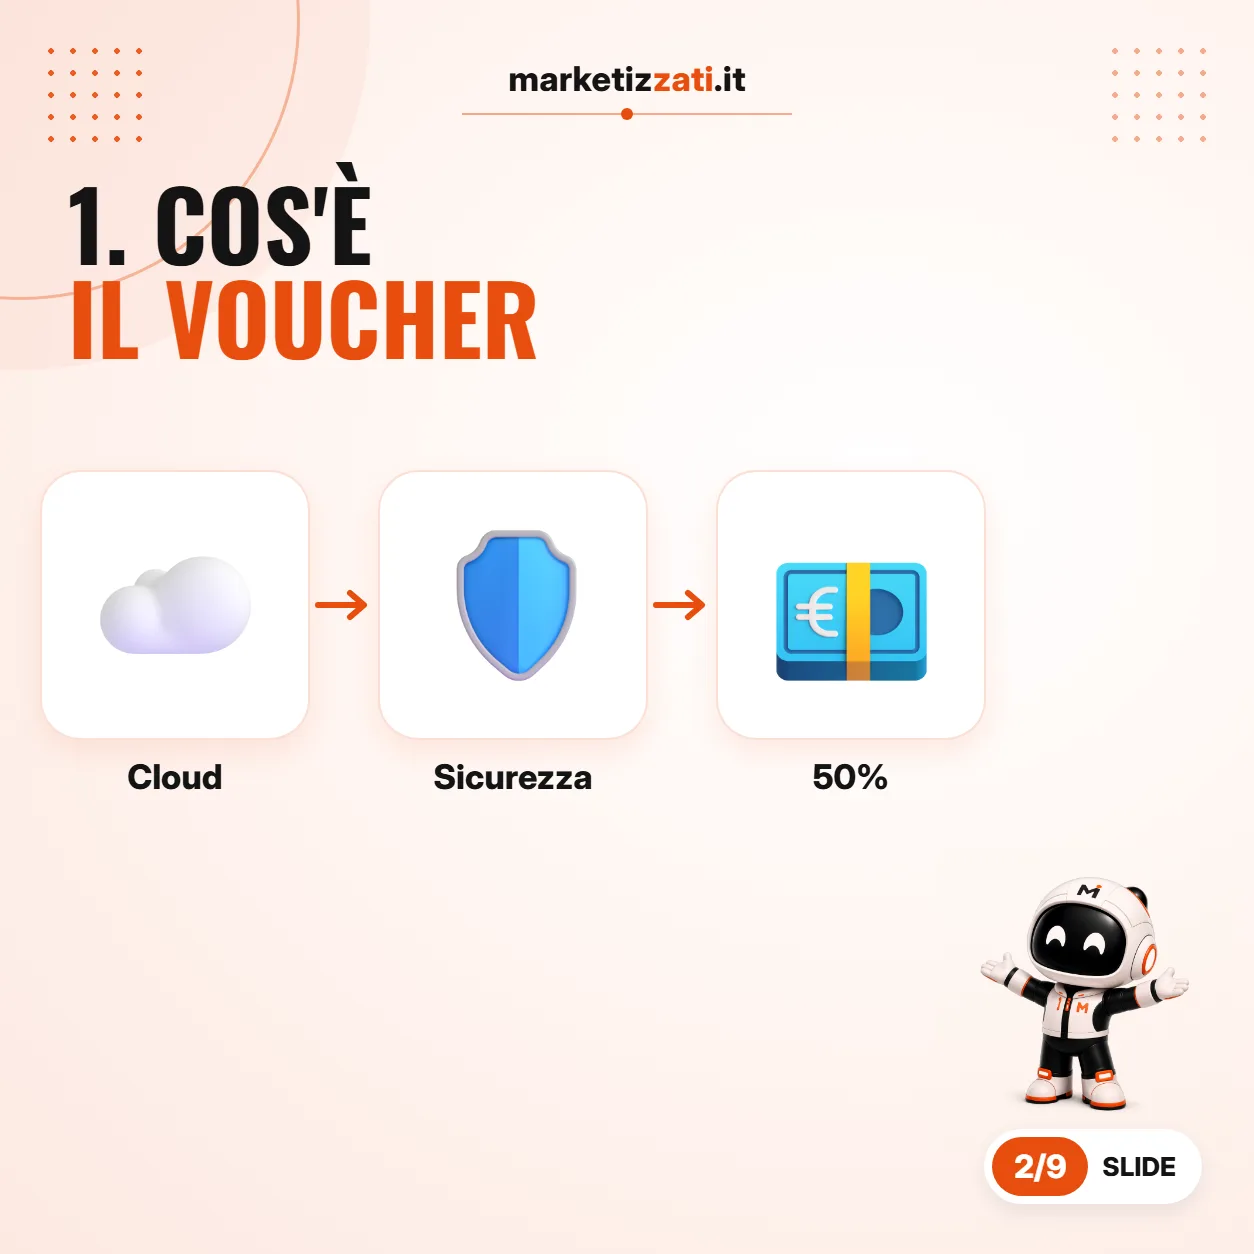 marketizzati.it
1. COS'È
IL VOUCHER
Cloud
Sicurezza
50%
2/9 SLIDE